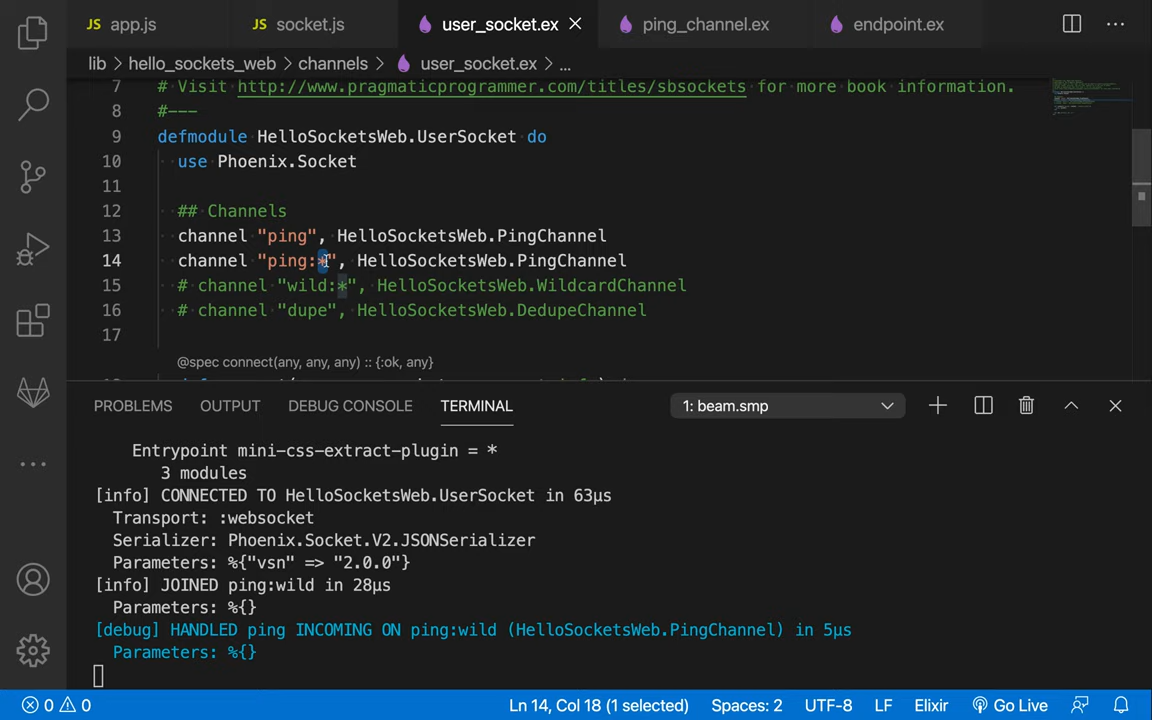 JS app.js JS socket.js user_socket.ex ping_channel.ex endpoint.ex
lib > hello_sockets_web > channels > user_socket.ex > ...
7 # Visit http://www.pragmaticprogrammer.com/titles/sbsockets for more book information.
8 #---
9 defmodule HelloSocketsWeb.UserSocket do
10 use Phoenix.Socket
11
12 ## Channels
13 channel "ping", HelloSocketsWeb.PingChannel
14 channel "ping:*", HelloSocketsWeb.PingChannel
15 # channel "wild:*", HelloSocketsWeb.WildcardChannel
16 # channel "dupe", HelloSocketsWeb.DedupeChannel
17
@spec connect(any, any, any) :: {:ok, any}
PROBLEMS OUTPUT DEBUG CONSOLE TERMINAL 1: beam.smp
Entrypoint mini-css-extract-plugin = *
3 modules
[info] CONNECTED TO HelloSocketsWeb.UserSocket in 63µs
Transport: :websocket
Serializer: Phoenix.Socket.V2.JSONSerializer
Parameters: %{"vsn" => "2.0.0"}
[info] JOINED ping:wild in 28µs
Parameters: %{}
[debug] HANDLED ping INCOMING ON ping:wild (HelloSocketsWeb.PingChannel) in 5µs
Parameters: %{}
0 0 Ln 14, Col 18 (1 selected) Spaces: 2 UTF-8 LF Elixir Go Live